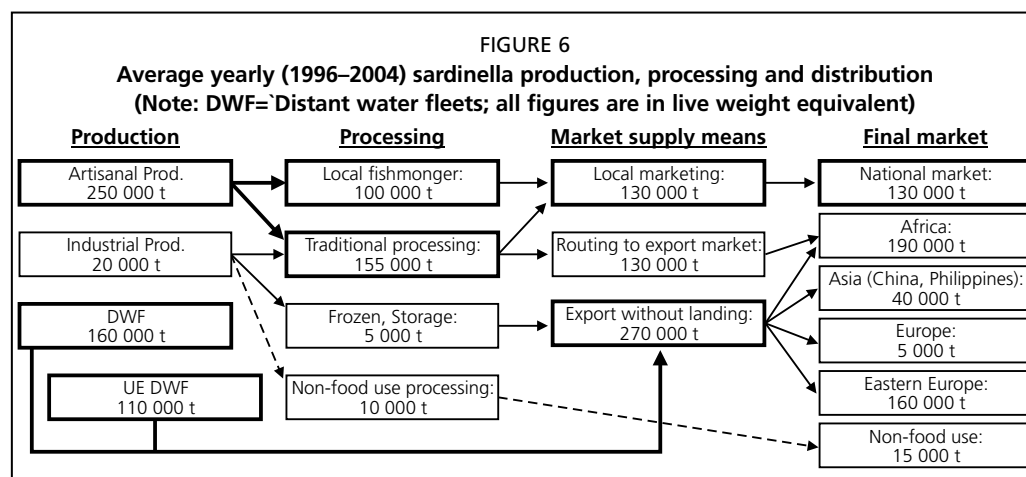 FIGURE 6
Average yearly (1996–2004) sardinella production, processing and distribution
(Note: DWF=`Distant water fleets; all figures are in live weight equivalent)
Production
Processing
Market supply means
Final market
Artisanal Prod.
250 000 t
Local fishmonger:
100 000 t
Local marketing:
130 000 t
National market:
130 000 t
Industrial Prod.
20 000 t
Traditional processing:
155 000 t
Routing to export market:
130 000 t
Africa:
190 000 t
Asia (China, Philippines):
40 000 t
DWF
160 000 t
Frozen, Storage:
5 000 t
Export without landing:
270 000 t
Europe:
5 000 t
UE DWF
110 000 t
Non-food use processing:
10 000 t
Eastern Europe:
160 000 t
Non-food use:
15 000 t